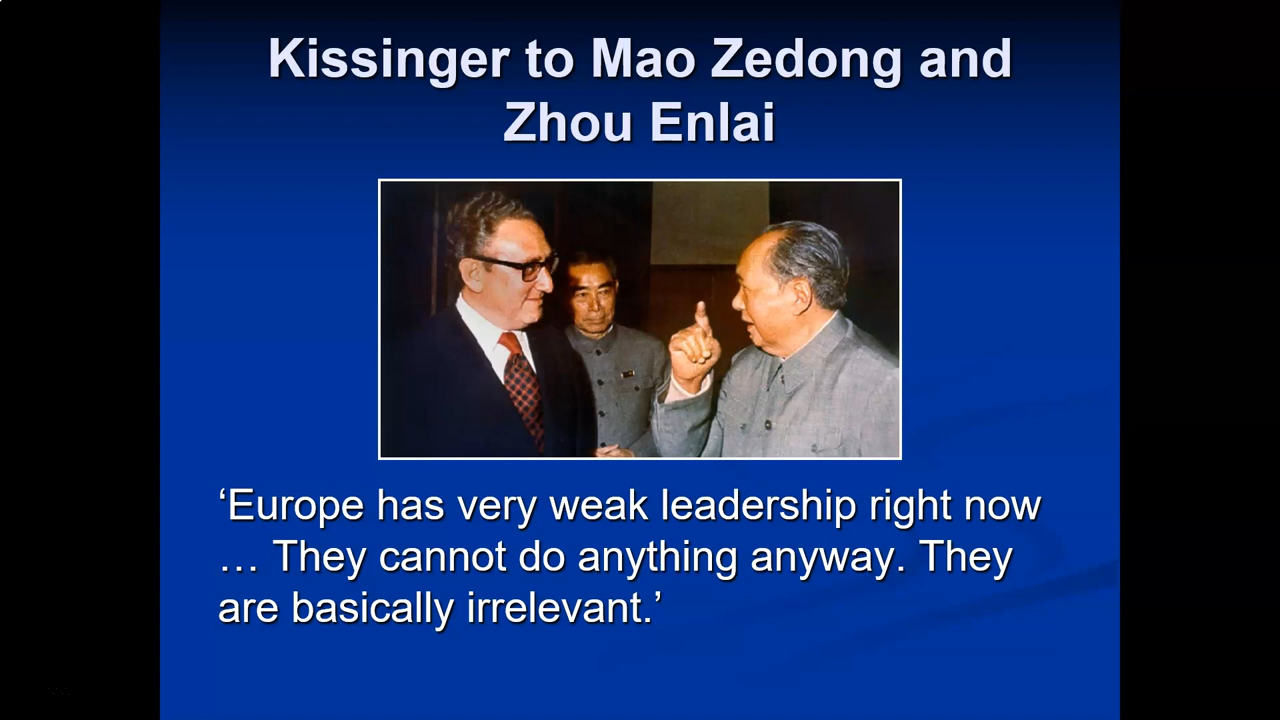 Kissinger to Mao Zedong and
Zhou Enlai
‘Europe has very weak leadership right now
… They cannot do anything anyway. They
are basically irrelevant.’